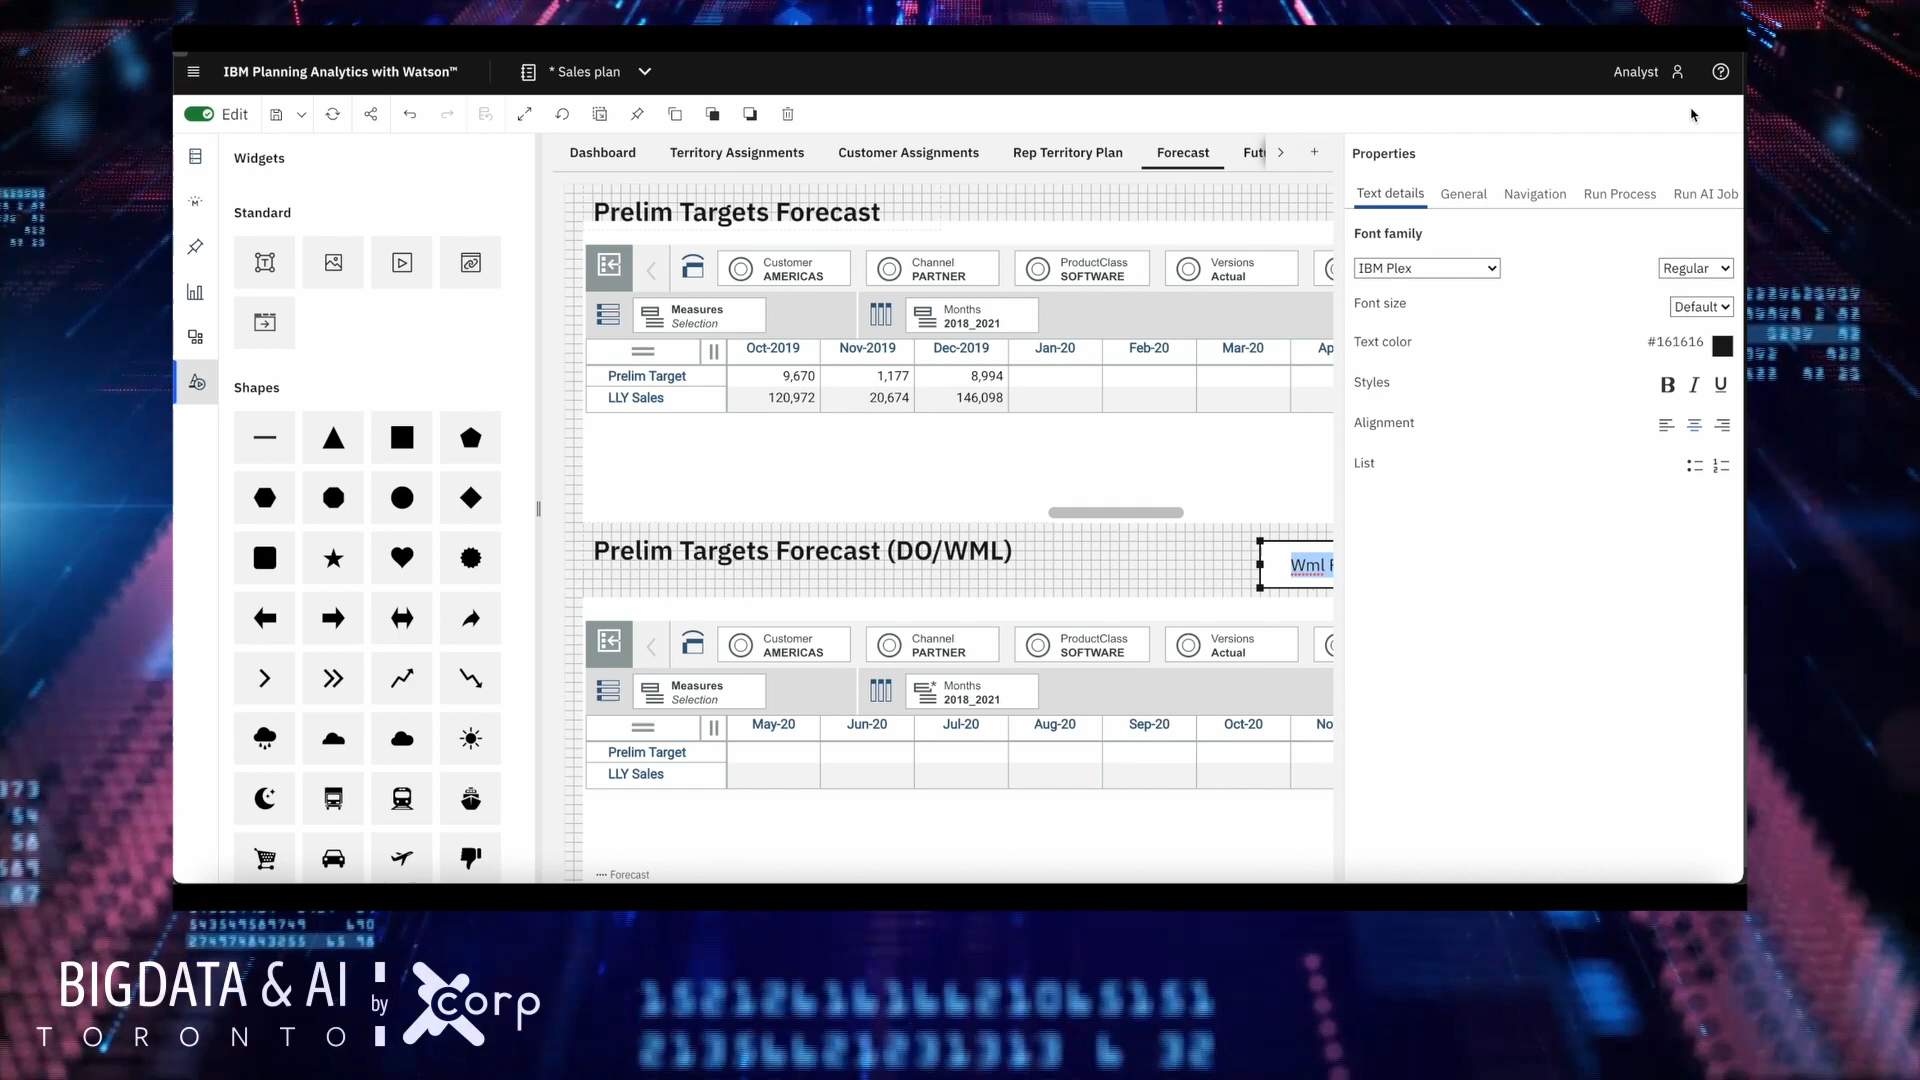 IBM Planning Analytics with Watson™
* Sales plan
Analyst
Edit
Widgets
Standard
Shapes
Dashboard
Territory Assignments
Customer Assignments
Rep Territory Plan
Forecast
Prelim Targets Forecast
Customer
AMERICAS
Channel
PARTNER
ProductClass
SOFTWARE
Versions
Actual
Measures
Selection
Months
2018_2021
Oct-2019 Nov-2019 Dec-2019 Jan-20 Feb-20 Mar-20
Prelim Target 9,670 1,177 8,994
LLY Sales 120,972 20,674 146,098
Prelim Targets Forecast (DO/WML)
Wml
Customer
AMERICAS
Channel
PARTNER
ProductClass
SOFTWARE
Versions
Actual
Measures
Selection
Months
2018_2021
May-20 Jun-20 Jul-20 Aug-20 Sep-20 Oct-20
Prelim Target
LLY Sales
Forecast
Properties
Text details General Navigation Run Process Run AI Job
Font family
IBM Plex Regular
Font size Default
Text color #161616
Styles B I U
Alignment
List
BIGDATA & AI
TORONTO
by
corp